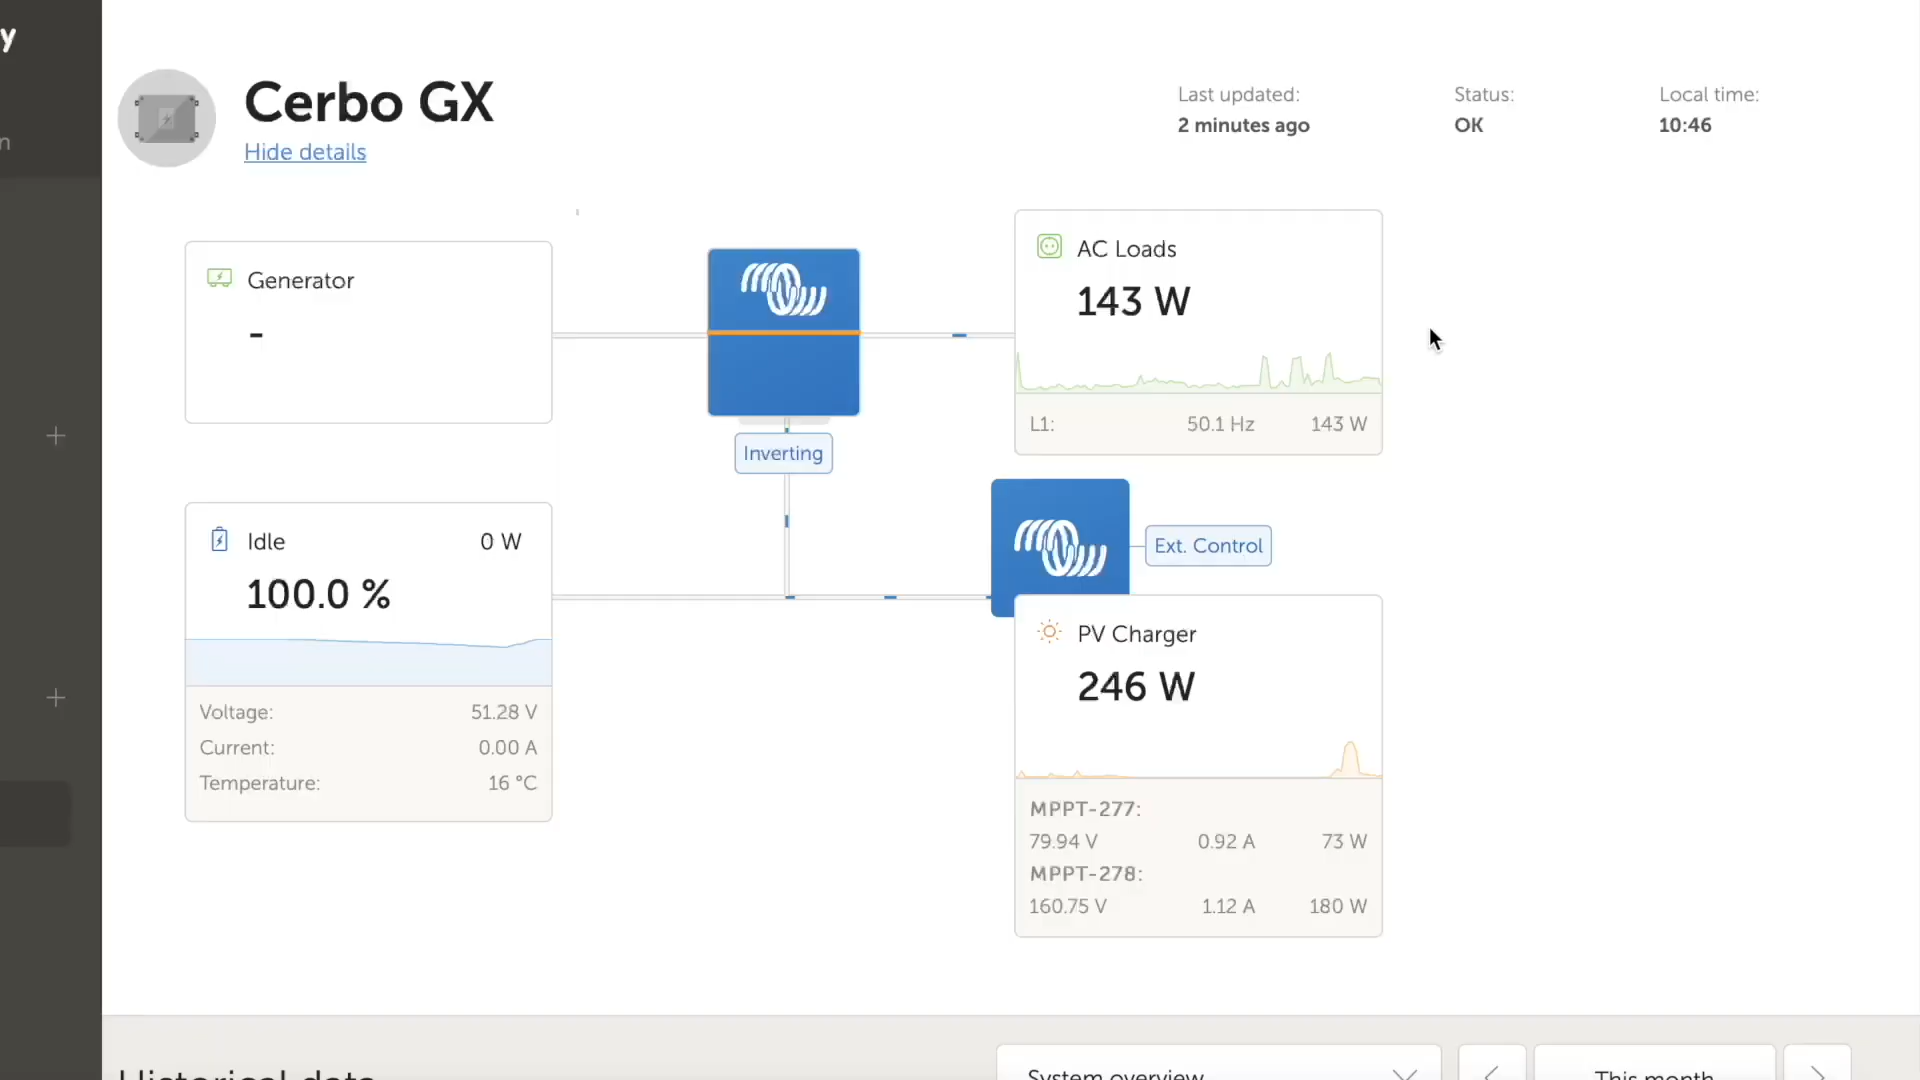 y
n
Cerbo GX
Hide details
Last updated:
2 minutes ago
Status:
OK
Local time:
10:46
Generator
-
AC Loads
143 W
L1: 50.1 Hz 143 W
Inverting
Idle 0 W
100.0 %
Voltage: 51.28 V
Current: 0.00 A
Temperature: 16 °C
Ext. Control
PV Charger
246 W
MPPT-277:
79.94 V 0.92 A 73 W
MPPT-278:
160.75 V 1.12 A 180 W
Historical data
System overview
This month